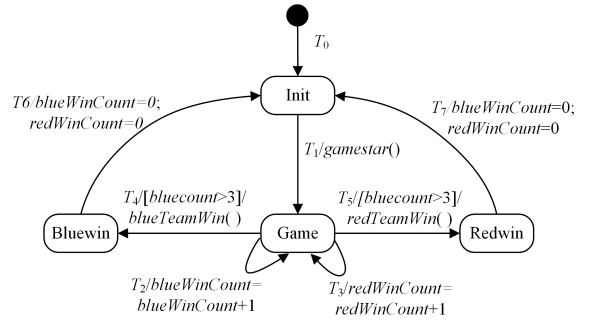 T0
Init
T6/blueWinCount=0;
redWinCount=0
T7/blueWinCount=0;
redWinCount=0
T1/gamestar()
T4/[bluecount>3]/
blueTeamWin( )
T5/[bluecount>3]/
redTeamWin( )
Bluewin
Game
Redwin
T2/blueWinCount=
blueWinCount+1
T3/redWinCount=
redWinCount+1